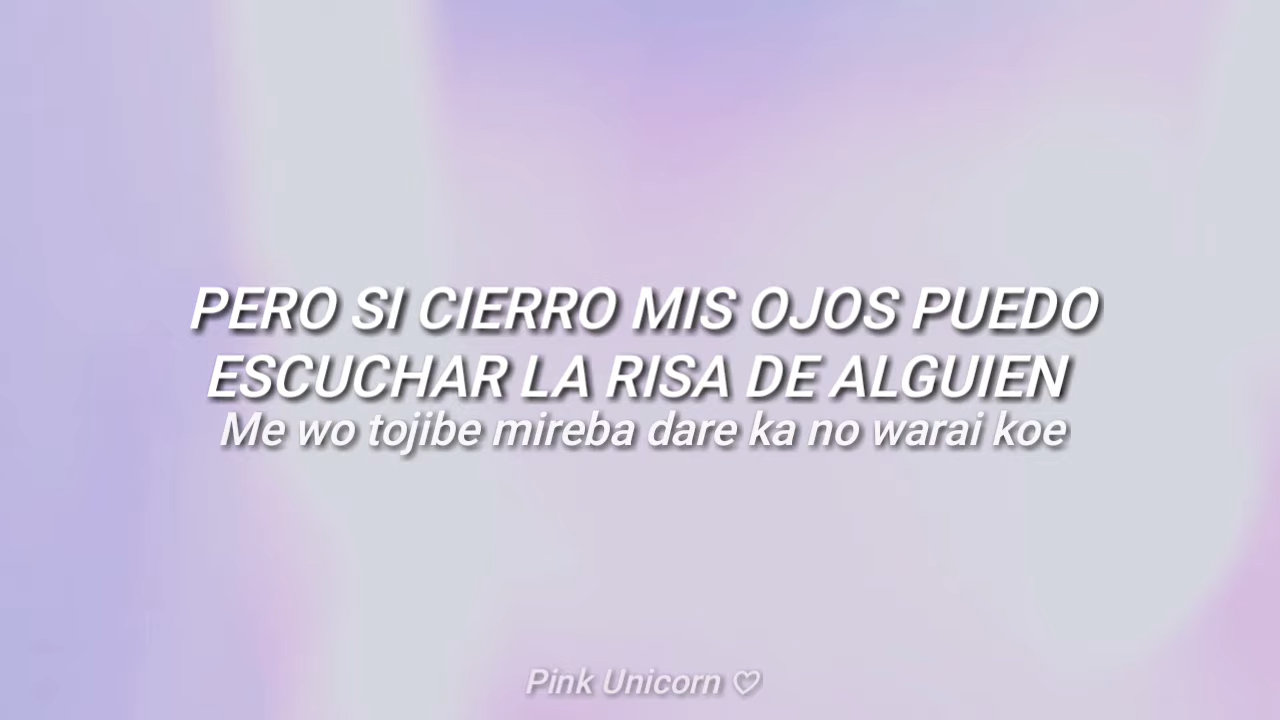 PERO SI CIERRO MIS OJOS PUEDO
ESCUCHAR LA RISA DE ALGUIEN
Me wo tojibe mireba dare ka no warai koe
Pink Unicorn ♡